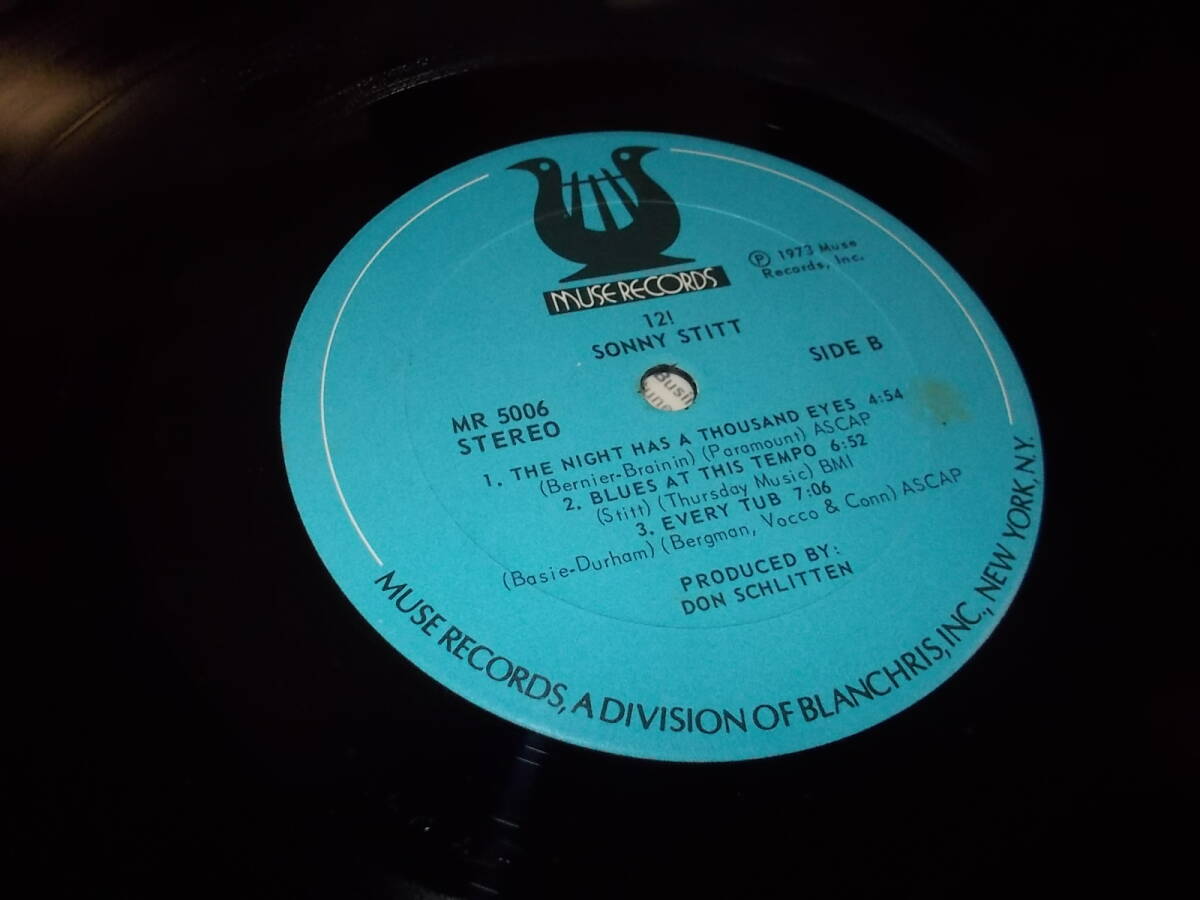 MUSE RECORDS
Ⓟ 1973 Muse
Records, Inc.
12!
SONNY STITT
SIDE B
MR 5006
STEREO
1. THE NIGHT HAS A THOUSAND EYES 4:54
(Bernier-Brainin) (Paramount) ASCAP
2. BLUES AT THIS TEMPO 6:52
(Stitt) (Thursday Music) BMI
3. EVERY TUB 7:06
(Basie-Durham) (Bergman, Vocco & Conn) ASCAP
PRODUCED BY:
DON SCHLITTEN
MUSE RECORDS, A DIVISION OF BLANCHRIS, INC., NEW YORK, N.Y.